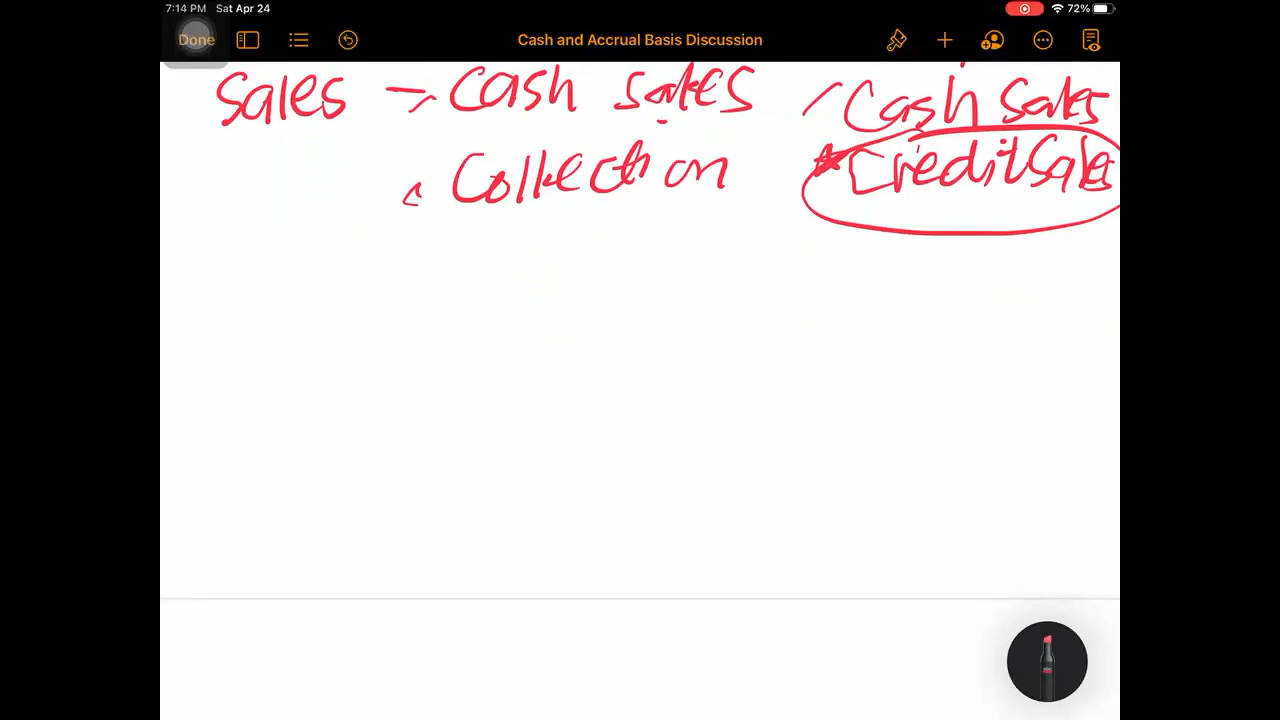 7:14 PM Sat Apr 24
72%
Done
Cash and Accrual Basis Discussion
Sales → Cash sales Cash Sales
Collection Credit Sales